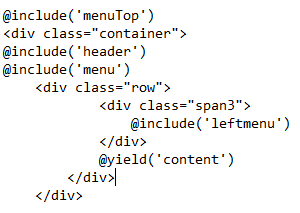 @include('menuTop')
<div class="container">
@include('header')
@include('menu')
    <div class="row">
            <div class="span3">
                @include('leftmenu')
            </div>
            @yield('content')
        </div>
    </div>